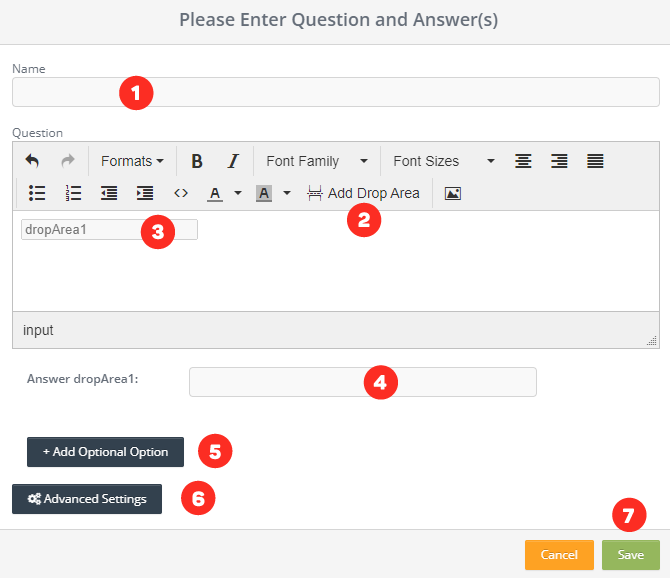 Please Enter Question and Answer(s)
Name
1
Question
Formats B I Font Family Font Sizes
<> A A Add Drop Area
2
dropArea1 3
input
Answer dropArea1: 4
+ Add Optional Option 5
Advanced Settings 6
7
Cancel Save